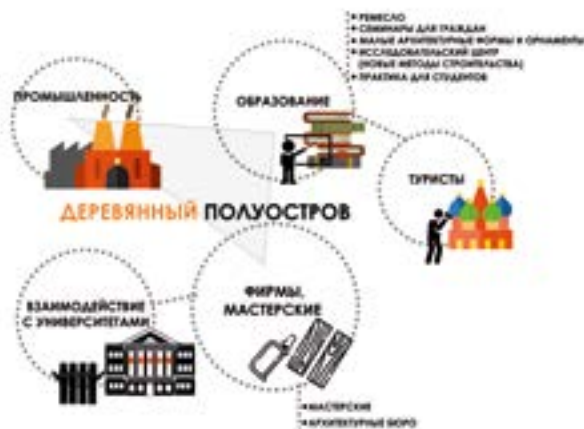 • РЕМЕСЛО
• СЕМИНАРЫ ДЛЯ ГРАЖДАН
• МАЛЫЕ АРХИТЕКТУРНЫЕ ФОРМЫ И ОРНАМЕНТЫ
• ИССЛЕДОВАТЕЛЬСКИЙ ЦЕНТР
(НОВЫЕ МЕТОДЫ СТРОИТЕЛЬСТВА)
• ПРАКТИКА ДЛЯ СТУДЕНТОВ
ПРОМЫШЛЕННОСТЬ
ОБРАЗОВАНИЕ
ТУРИСТЫ
ДЕРЕВЯННЫЙ ПОЛУОСТРОВ
ВЗАИМОДЕЙСТВИЕ
С УНИВЕРСИТЕТАМИ
ФИРМЫ,
МАСТЕРСКИЕ
• МАСТЕРСКИЕ
• АРХИТЕКТУРНЫЕ БЮРО